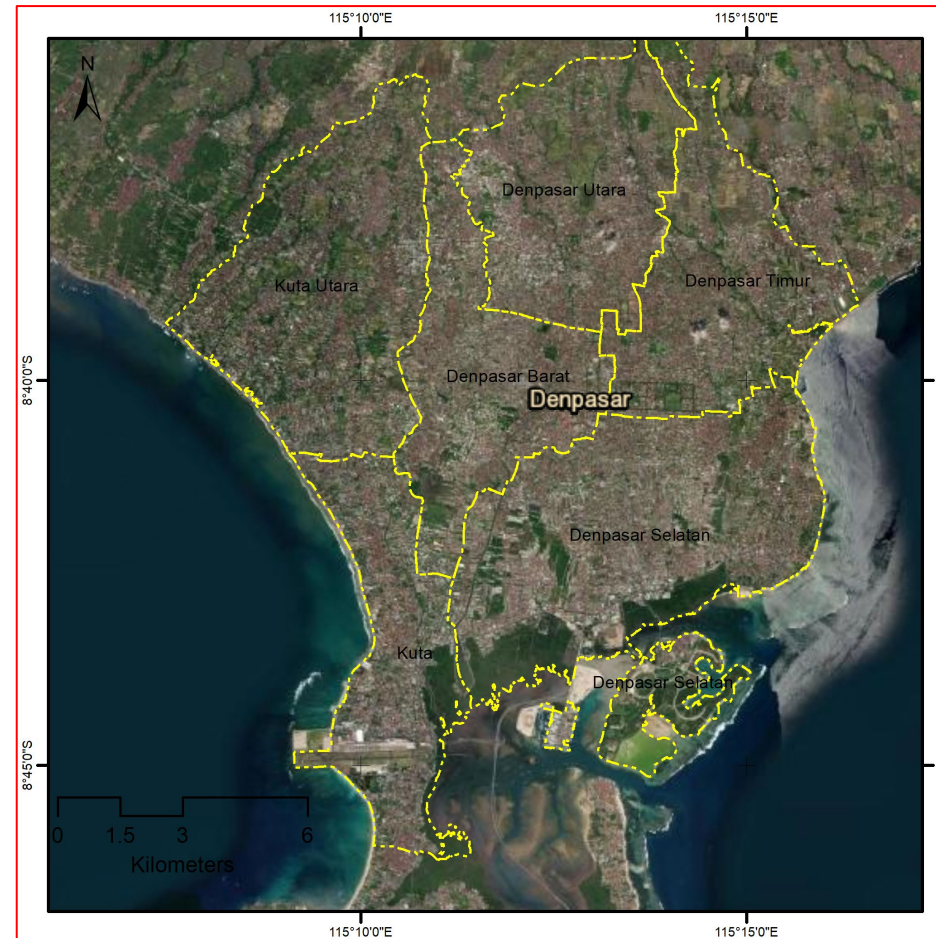 115°10'0"E
115°15'0"E
N
Denpasar Utara
Kuta Utara
Denpasar Timur
8°40'0"S
Denpasar Barat
Denpasar
Denpasar Selatan
Kuta
Denpasar Selatan
8°45'0"S
0 1.5 3 6
Kilometers
115°10'0"E
115°15'0"E